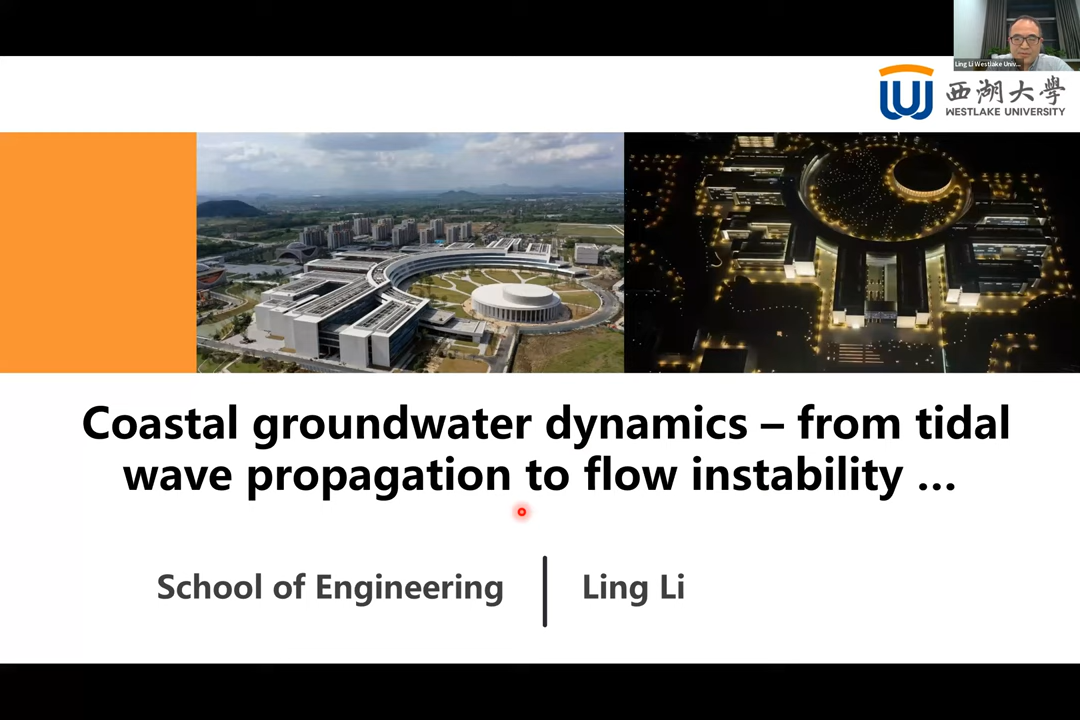 Ling Li Westlake Univ...
西湖大學
WESTLAKE UNIVERSITY
Coastal groundwater dynamics – from tidal
wave propagation to flow instability ...
School of Engineering
Ling Li